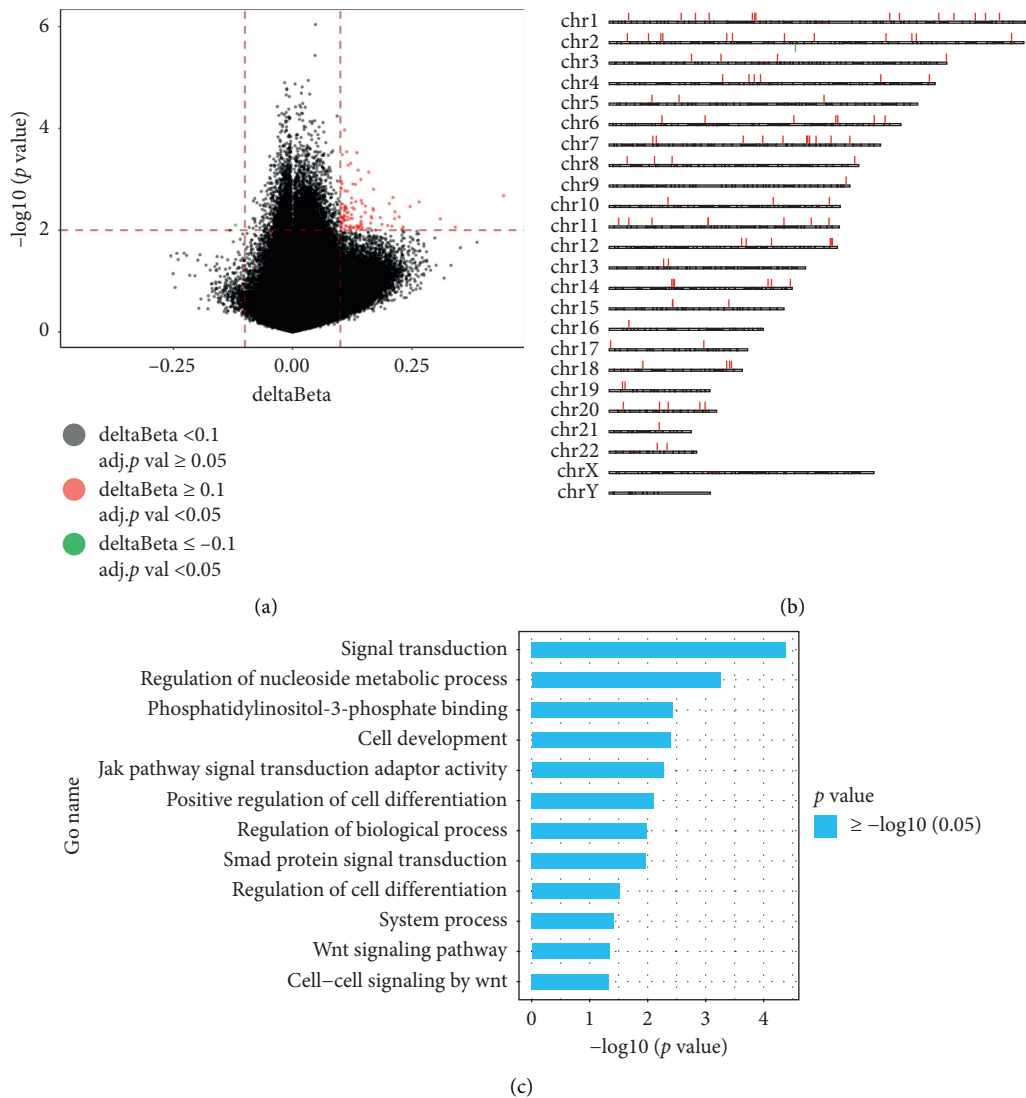 6
4
2
0
−log10 (p value)
−0.25
0.00
0.25
deltaBeta
deltaBeta <0.1
adj.p val ≥ 0.05
deltaBeta ≥ 0.1
adj.p val <0.05
deltaBeta ≤ −0.1
adj.p val <0.05
(a)
chr1
chr2
chr3
chr4
chr5
chr6
chr7
chr8
chr9
chr10
chr11
chr12
chr13
chr14
chr15
chr16
chr17
chr18
chr19
chr20
chr21
chr22
chrX
chrY
(b)
Go name
Signal transduction
Regulation of nucleoside metabolic process
Phosphatidylinositol-3-phosphate binding
Cell development
Jak pathway signal transduction adaptor activity
Positive regulation of cell differentiation
Regulation of biological process
Smad protein signal transduction
Regulation of cell differentiation
System process
Wnt signaling pathway
Cell−cell signaling by wnt
0 1 2 3 4
−log10 (p value)
p value
≥ −log10 (0.05)
(c)